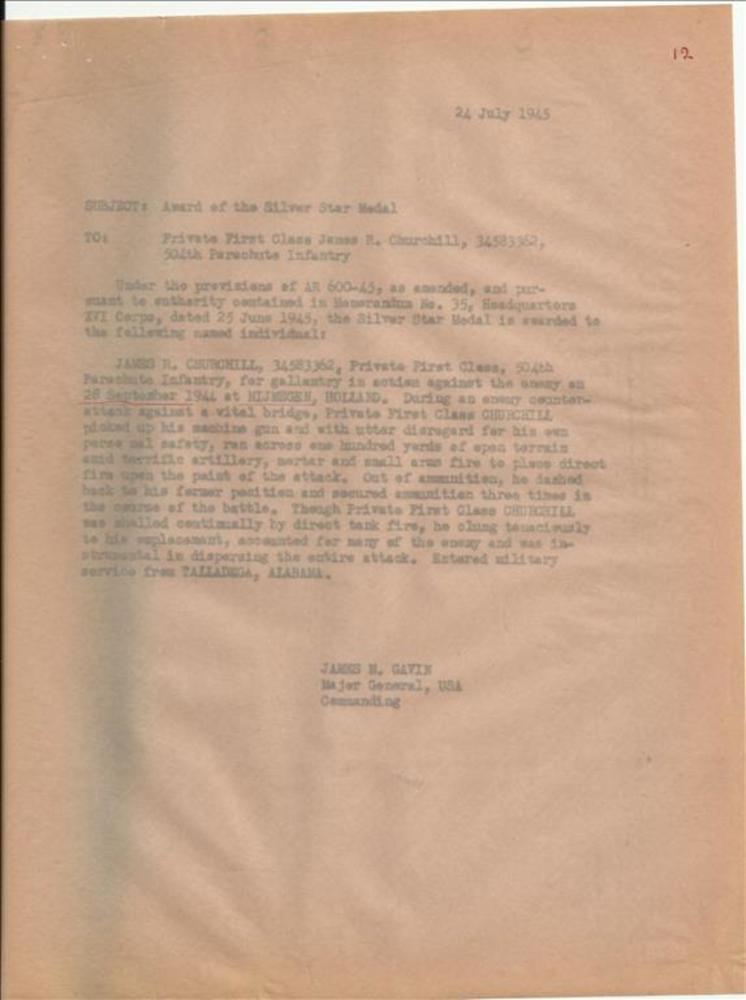 12
24 July 1945
SUBJECT: Award of the Silver Star Medal
TO: Private First Class James R. Churchill, 34583362,
504th Parachute Infantry
Under the provisions of AR 600-45, as amended, and pur-
suant to authority contained in Memorandum No. 35, Headquarters
XVI Corps, dated 25 June 1945, the Silver Star Medal is awarded to
the following named individual:
JAMES R. CHURCHILL, 34583362, Private First Class, 504th
Parachute Infantry, for gallantry in action against the enemy on
28 September 1944 at NIJMEGEN, HOLLAND. During an enemy counter-
attack against a vital bridge, Private First Class CHURCHILL
picked up his machine gun and with utter disregard for his own
perso nal safety, ran across one hundred yards of open terrain
amid terrific artillery, mortar and small arms fire to place direct
fire upon the point of the attack. Out of ammunition, he dashed
back to his former position and secured ammunition three times in
the course of the battle. Though Private First Class CHURCHILL
was shelled continually by direct tank fire, he clung tenaciously
to his emplacement, accounted for many of the enemy and was in-
strumental in dispersing the entire attack. Entered military
service from TALLADEGA, ALABAMA.
JAMES M. GAVIN
Major General, USA
Commanding